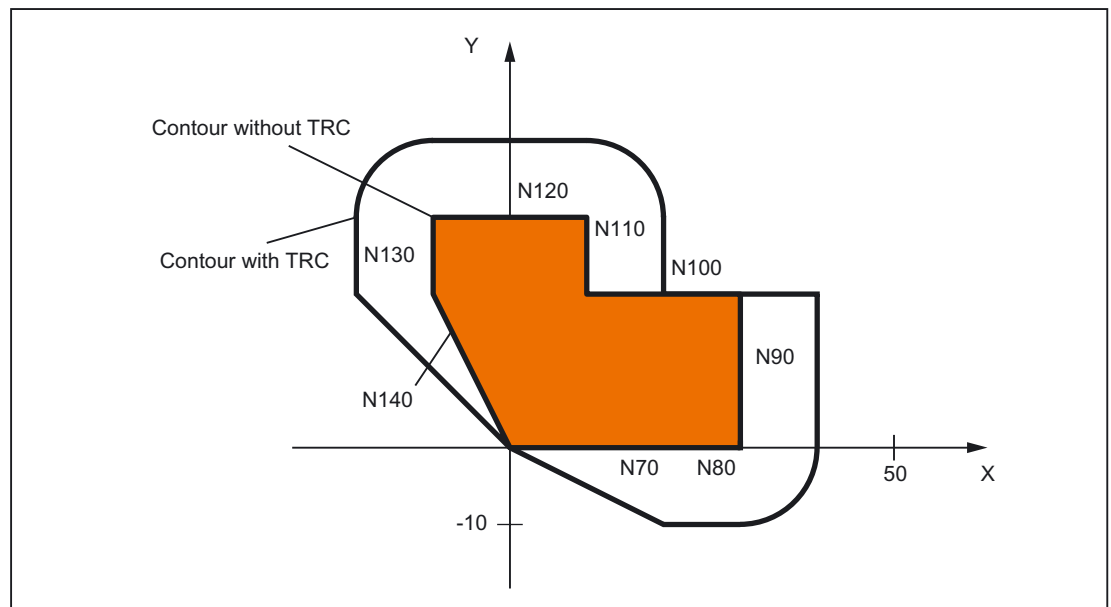 Y
Contour without TRC
N120
N110
Contour with TRC
N130
N100
N90
N140
N70
N80
50
X
-10